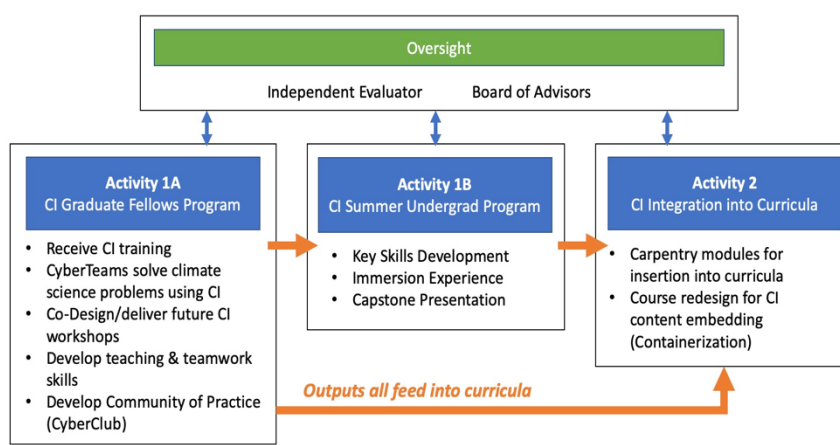 Oversight
Independent Evaluator Board of Advisors
Activity 1A
CI Graduate Fellows Program
• Receive CI training
• CyberTeams solve climate
science problems using CI
• Co-Design/deliver future CI
workshops
• Develop teaching & teamwork
skills
• Develop Community of Practice
(CyberClub)
Activity 1B
CI Summer Undergrad Program
• Key Skills Development
• Immersion Experience
• Capstone Presentation
Activity 2
CI Integration into Curricula
• Carpentry modules for
insertion into curricula
• Course redesign for CI
content embedding
(Containerization)
Outputs all feed into curricula